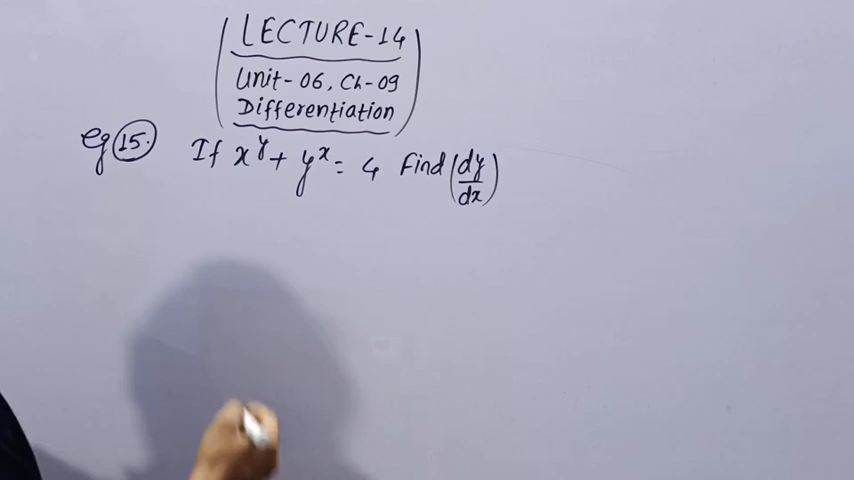 LECTURE-14
Unit-06, Ch-09
Differentiation
eg 15. If x^y + y^x = 4 Find (dy/dx)